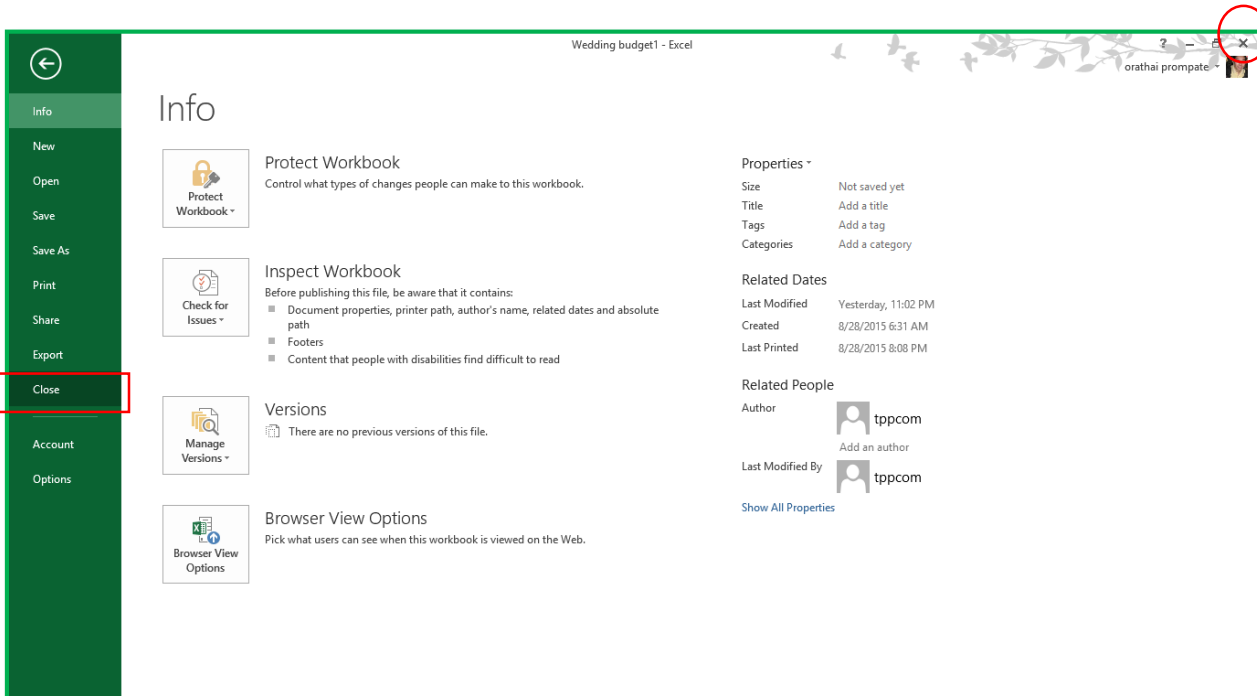 Wedding budget1 - Excel
?
orathai prompate
Info
New
Open
Save
Save As
Print
Share
Export
Close
Account
Options
Info
Protect
Workbook
Protect Workbook
Control what types of changes people can make to this workbook.
Check for
Issues
Inspect Workbook
Before publishing this file, be aware that it contains:
Document properties, printer path, author's name, related dates and absolute
path
Footers
Content that people with disabilities find difficult to read
Manage
Versions
Versions
There are no previous versions of this file.
Browser View
Options
Browser View Options
Pick what users can see when this workbook is viewed on the Web.
Properties
Size Not saved yet
Title Add a title
Tags Add a tag
Categories Add a category
Related Dates
Last Modified Yesterday, 11:02 PM
Created 8/28/2015 6:31 AM
Last Printed 8/28/2015 8:08 PM
Related People
Author tppcom
Add an author
Last Modified By tppcom
Show All Properties